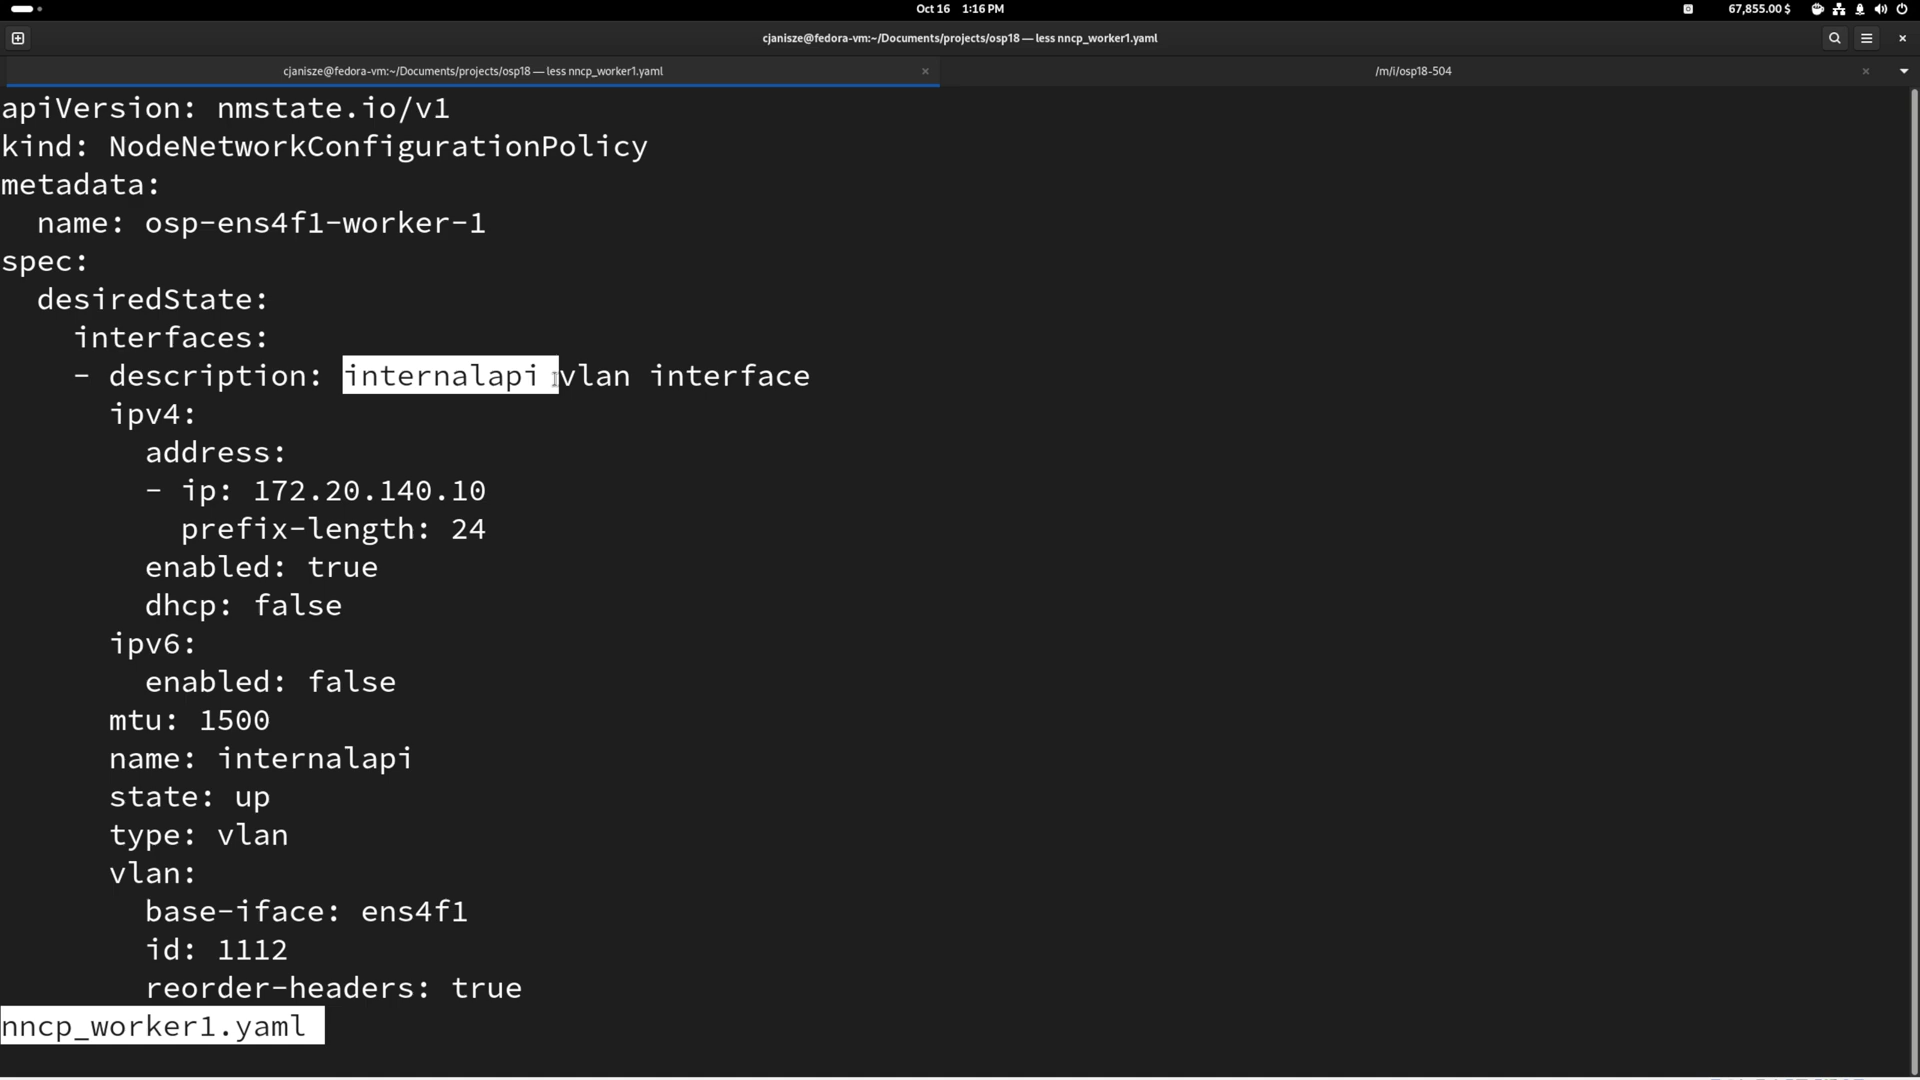 Oct 16 1:16 PM
67,855.00 $
cjanisze@fedora-vm:~/Documents/projects/osp18 — less nncp_worker1.yaml
cjanisze@fedora-vm:~/Documents/projects/osp18 — less nncp_worker1.yaml
/m/i/osp18-504
apiVersion: nmstate.io/v1
kind: NodeNetworkConfigurationPolicy
metadata:
  name: osp-ens4f1-worker-1
spec:
  desiredState:
    interfaces:
    - description: internalapi vlan interface
      ipv4:
        address:
        - ip: 172.20.140.10
          prefix-length: 24
        enabled: true
        dhcp: false
      ipv6:
        enabled: false
      mtu: 1500
      name: internalapi
      state: up
      type: vlan
      vlan:
        base-iface: ens4f1
        id: 1112
        reorder-headers: true
nncp_worker1.yaml